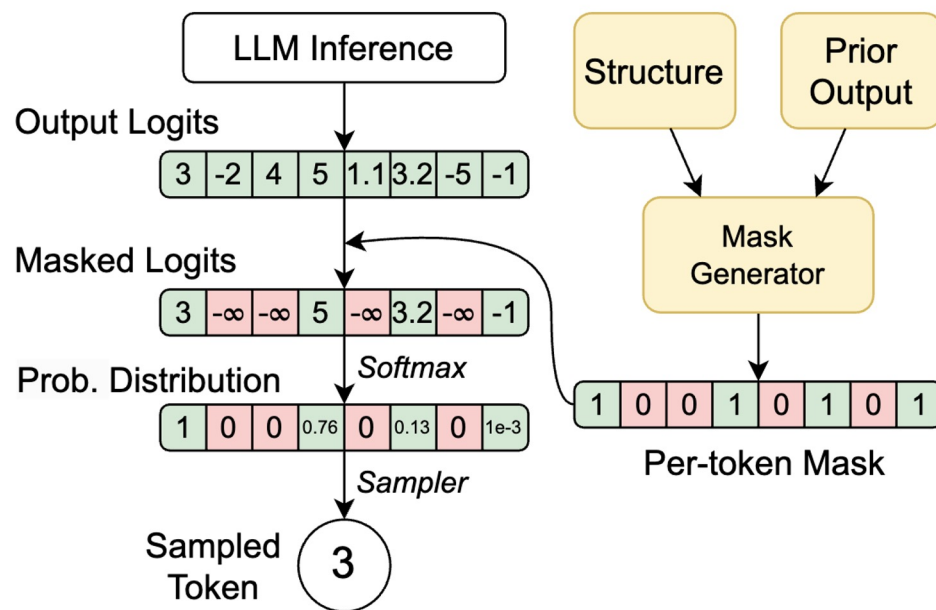 LLM Inference
Structure
Prior
Output
Output Logits
3 -2 4 5 1.1 3.2 -5 -1
Mask
Generator
Masked Logits
3 -∞ -∞ 5 -∞ 3.2 -∞ -1
Softmax
Prob. Distribution
1 0 0 0.76 0 0.13 0 1e-3
1 0 0 1 0 1 0 1
Per-token Mask
Sampler
Sampled
Token
3